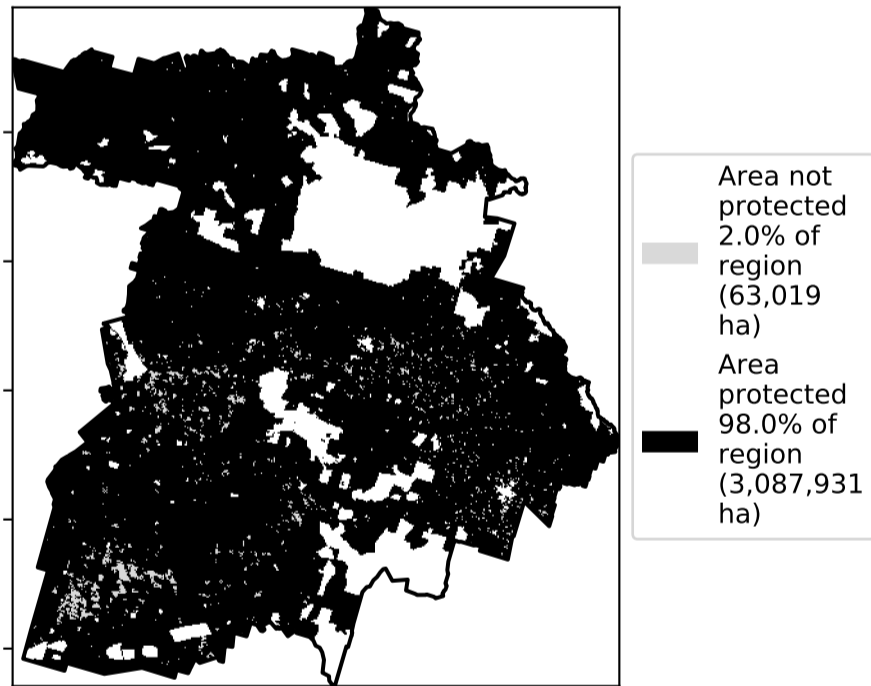 Area not
protected
2.0% of
region
(63,019
ha)
Area
protected
98.0% of
region
(3,087,931
ha)